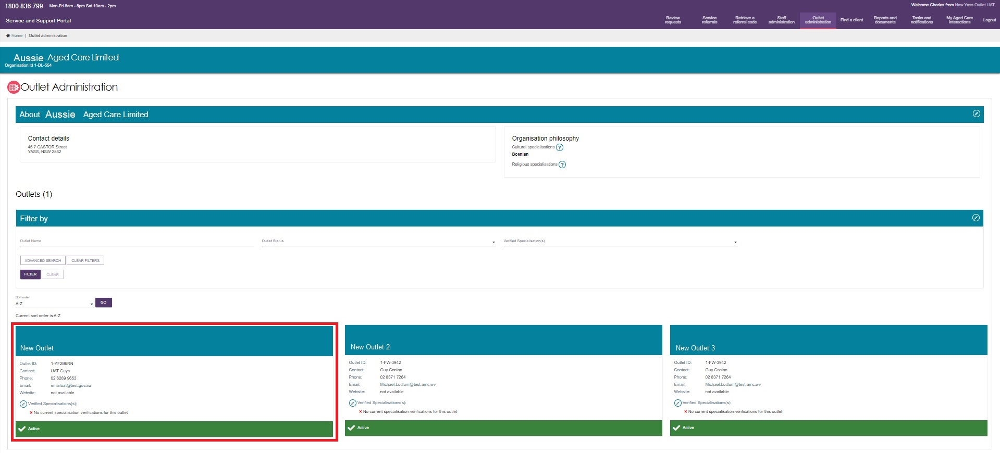 1800 836 799 Mon-Fri 8am - 8pm Sat 10am - 2pm
Welcome Charles from New Yass Outlet UAT
Service and Support Portal
Review requests
Service referrals
Retrieve a referral code
Staff administration
Outlet administration
Find a client
Reports and documents
Tasks and notifications
My Aged Care interactions
Logout
Home | Outlet administration
Aussie Aged Care Limited
Organisation Id 1-DL-554
Outlet Administration
About Aussie Aged Care Limited
Contact details
45 7 CASTOR Street
YASS, NSW 2582
Organisation philosophy
Cultural specialisations ?
Bosnian
Religious specialisations ?
Outlets (1)
Filter by
Outlet Name
Outlet Status
Verified Specialisation(s)
ADVANCED SEARCH CLEAR FILTERS
FILTER CLEAR
Sort order
A-Z GO
Current sort order is A-Z
New Outlet
Outlet ID: 1-YF2B6RN
Contact: UAT Guys
Phone: 02 6289 9653
Email: emailuat@test.gov.au
Website: not available
Verified Specialisations(s):
No current specialisation verifications for this outlet
Active
New Outlet 2
Outlet ID: 1-FW-3942
Contact: Guy Conlan
Phone: 02 8371 7264
Email: Michael.Ludlum@test.amc.wv
Website: not available
Verified Specialisations(s):
No current specialisation verifications for this outlet
Active
New Outlet 3
Outlet ID: 1-FW-3942
Contact: Guy Conlan
Phone: 02 8371 7264
Email: Michael.Ludlum@test.amc.wv
Website: not available
Verified Specialisations(s):
No current specialisation verifications for this outlet
Active